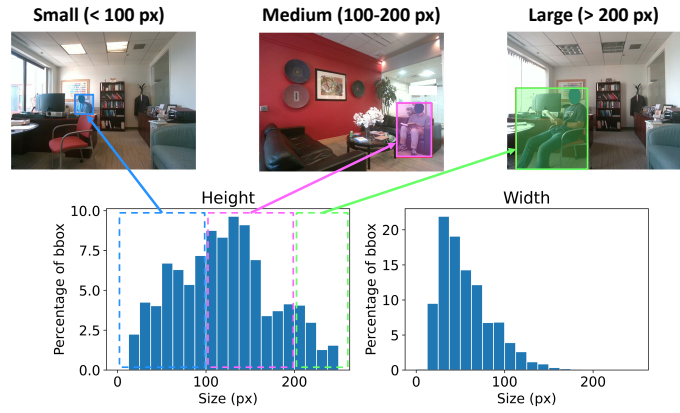 Small (< 100 px)
Medium (100-200 px)
Large (> 200 px)
Height
Width
Percentage of bbox
10.0
7.5
5.0
2.5
0.0
0
100
200
Size (px)
Percentage of bbox
20
15
10
5
0
0
100
200
Size (px)